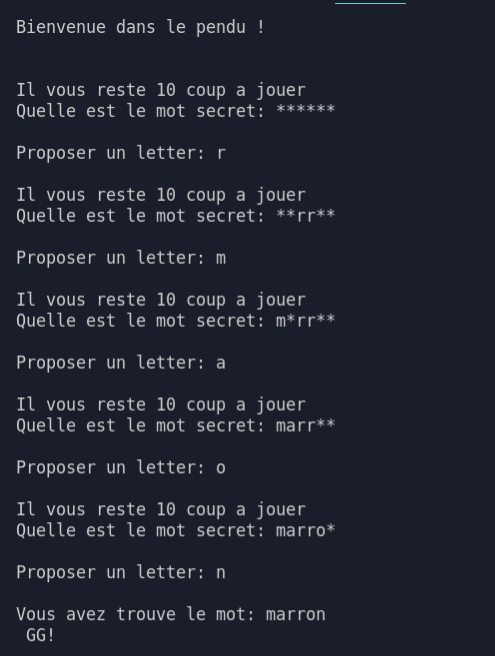 Bienvenue dans le pendu !
Il vous reste 10 coup a jouer
Quelle est le mot secret: ******
Proposer un letter: r
Il vous reste 10 coup a jouer
Quelle est le mot secret: **rr**
Proposer un letter: m
Il vous reste 10 coup a jouer
Quelle est le mot secret: m*rr**
Proposer un letter: a
Il vous reste 10 coup a jouer
Quelle est le mot secret: marr**
Proposer un letter: o
Il vous reste 10 coup a jouer
Quelle est le mot secret: marro*
Proposer un letter: n
Vous avez trouve le mot: marron
GG!